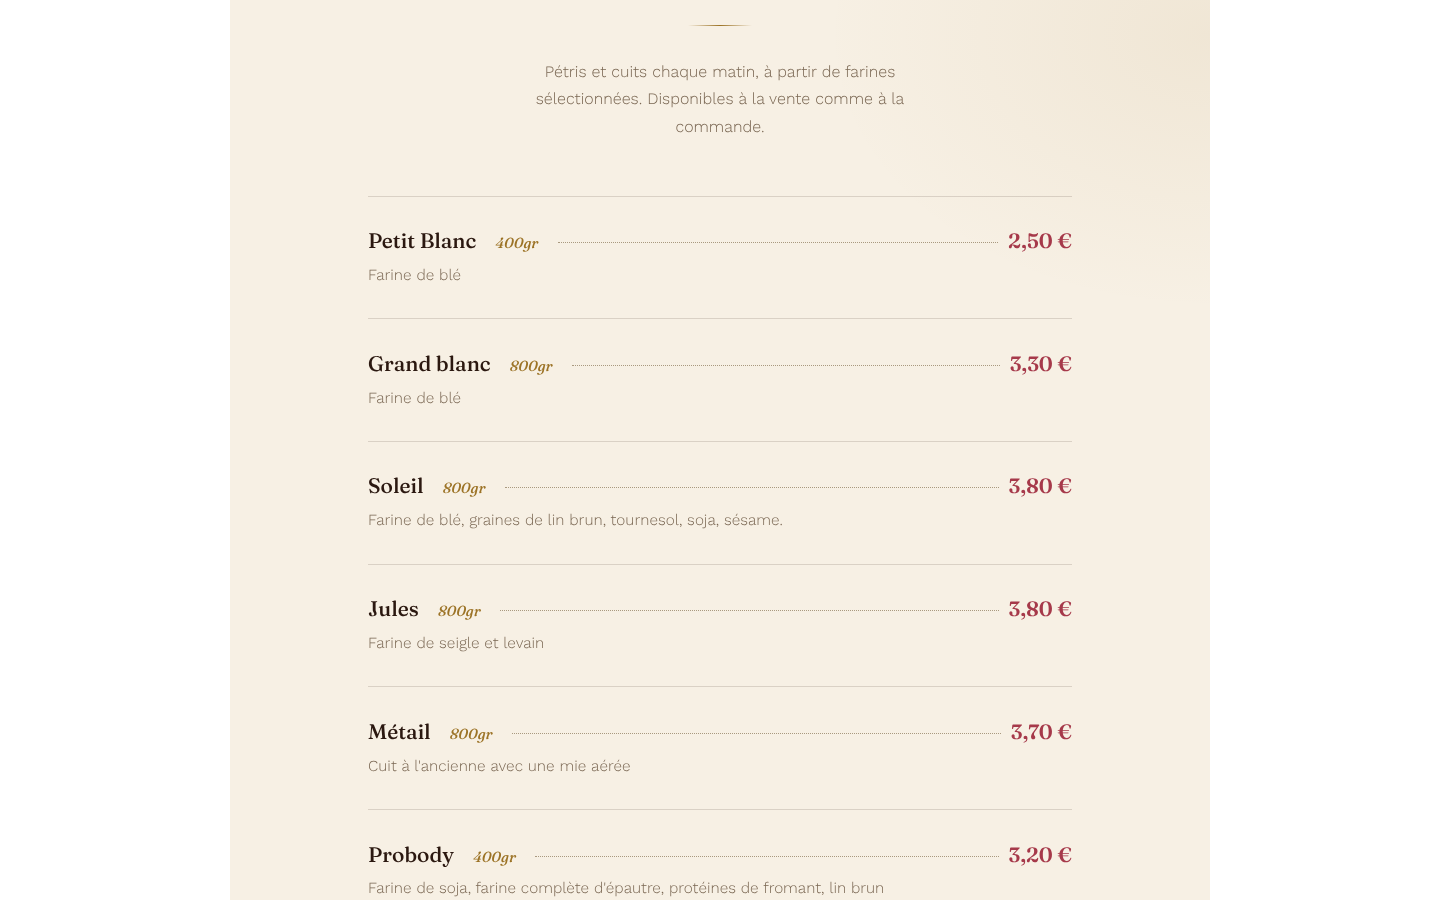 Pétris et cuits chaque matin, à partir de farines
sélectionnées. Disponibles à la vente comme à la
commande.
Petit Blanc 400gr 2,50 €
Farine de blé
Grand blanc 800gr 3,30 €
Farine de blé
Soleil 800gr 3,80 €
Farine de blé, graines de lin brun, tournesol, soja, sésame.
Jules 800gr 3,80 €
Farine de seigle et levain
Métail 800gr 3,70 €
Cuit à l'ancienne avec une mie aérée
Probody 400gr 3,20 €
Farine de soja, farine complète d'épautre, protéines de fromant, lin brun